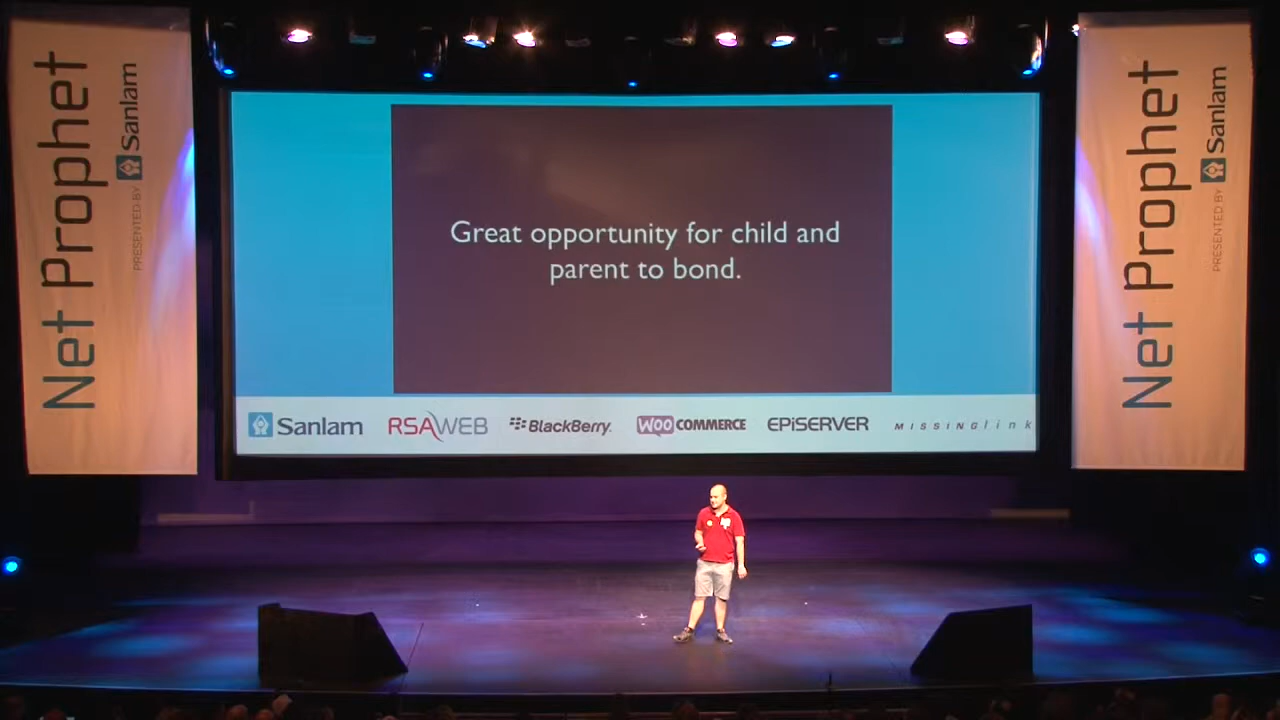 Net Prophet
PRESENTED BY Sanlam
Great opportunity for child and
parent to bond.
Sanlam RSAWEB BlackBerry. WOO COMMERCE EPiSERVER MISSINGlink
Net Prophet
PRESENTED BY Sanlam